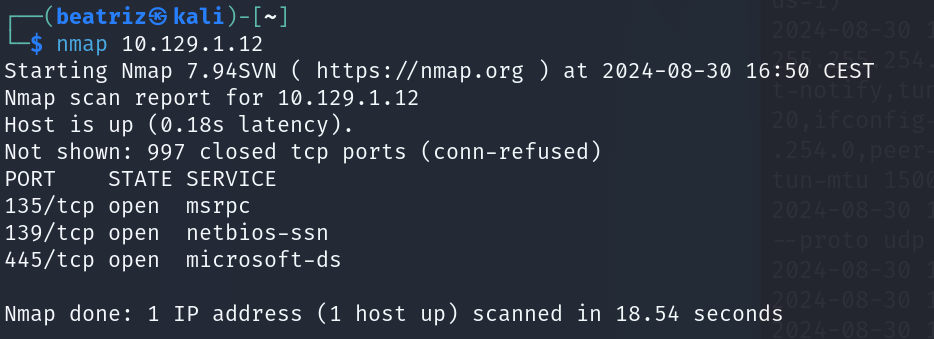 ┌──(beatriz㉿kali)-[~]
└─$ nmap 10.129.1.12
Starting Nmap 7.94SVN ( https://nmap.org ) at 2024-08-30 16:50 CEST
Nmap scan report for 10.129.1.12
Host is up (0.18s latency).
Not shown: 997 closed tcp ports (conn-refused)
PORT    STATE SERVICE
135/tcp open  msrpc
139/tcp open  netbios-ssn
445/tcp open  microsoft-ds
Nmap done: 1 IP address (1 host up) scanned in 18.54 seconds
2024-08-30 1
255.255.254.
t-notify,tun
20,ifconfig-
.254.0,peer-
tun-mtu 1500
2024-08-30 1
--proto udp
2024-08-30 1
2024-08-30 1
2024-08-30 1